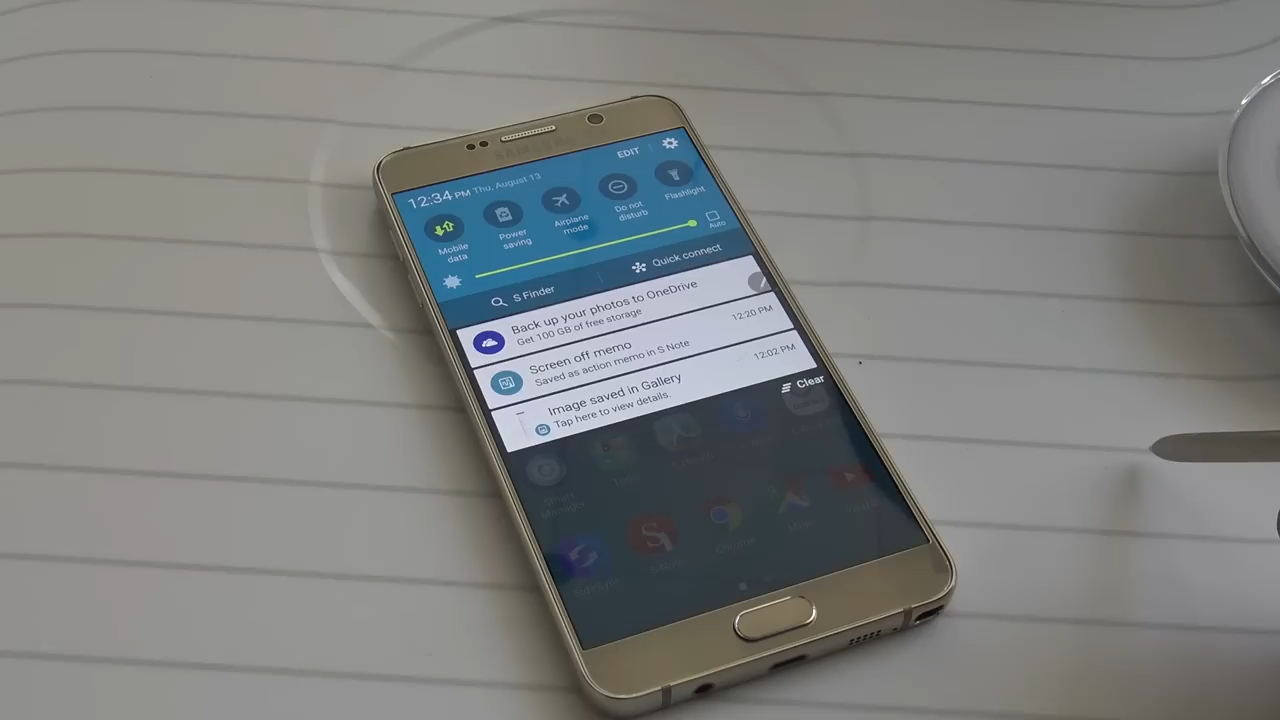 SAMSUNG
EDIT
12:34 PM Thu, August 13
Mobile data
Power saving
Airplane mode
Do not disturb
Flashlight
Auto
S Finder
Quick connect
Back up your photos to OneDrive
Get 100 GB of free storage
Screen off memo
12:20 PM
Saved as action memo in S Note
Image saved in Gallery
12:02 PM
Tap here to view details.
Clear
Smart Manager
Chrome